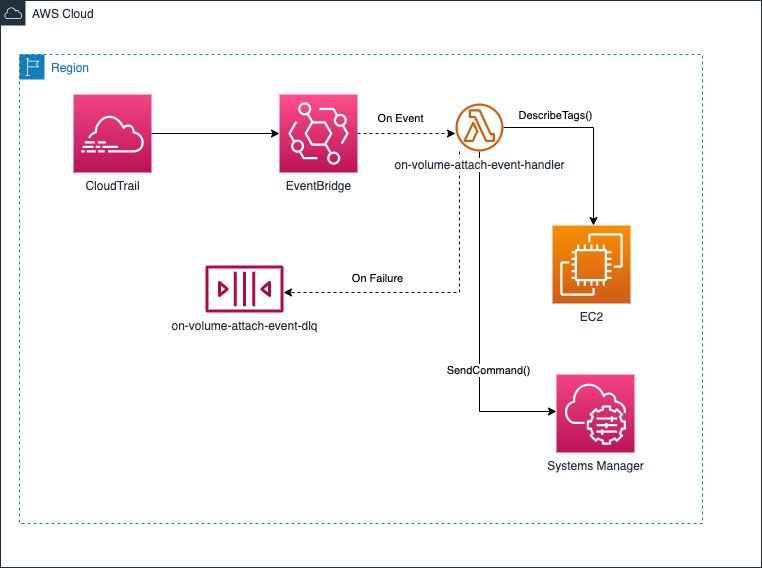 AWS Cloud
Region
On Event
DescribeTags()
on-volume-attach-event-handler
CloudTrail
EventBridge
On Failure
EC2
on-volume-attach-event-dlq
SendCommand()
Systems Manager